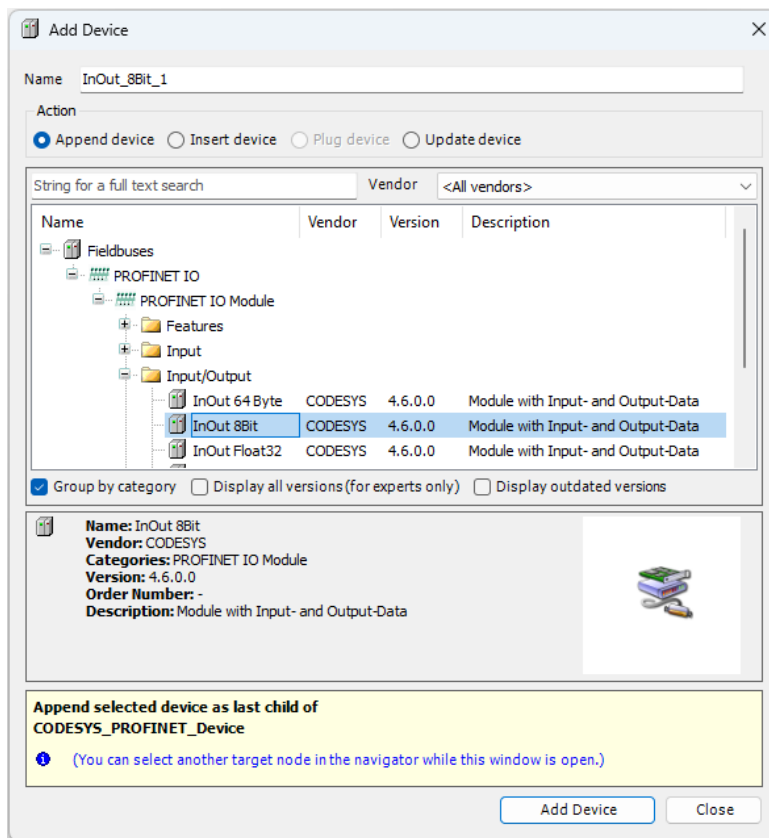 Add Device
Name InOut_8Bit_1
Action
Append device Insert device Plug device Update device
String for a full text search Vendor <All vendors>
Name Vendor Version Description
Fieldbuses
PROFINET IO
PROFINET IO Module
Features
Input
Input/Output
InOut 64 Byte CODESYS 4.6.0.0 Module with Input- and Output-Data
InOut 8Bit CODESYS 4.6.0.0 Module with Input- and Output-Data
InOut Float32 CODESYS 4.6.0.0 Module with Input- and Output-Data
Group by category Display all versions (for experts only) Display outdated versions
Name: InOut 8Bit
Vendor: CODESYS
Categories: PROFINET IO Module
Version: 4.6.0.0
Order Number: -
Description: Module with Input- and Output-Data
Append selected device as last child of
CODESYS_PROFINET_Device
(You can select another target node in the navigator while this window is open.)
Add Device Close